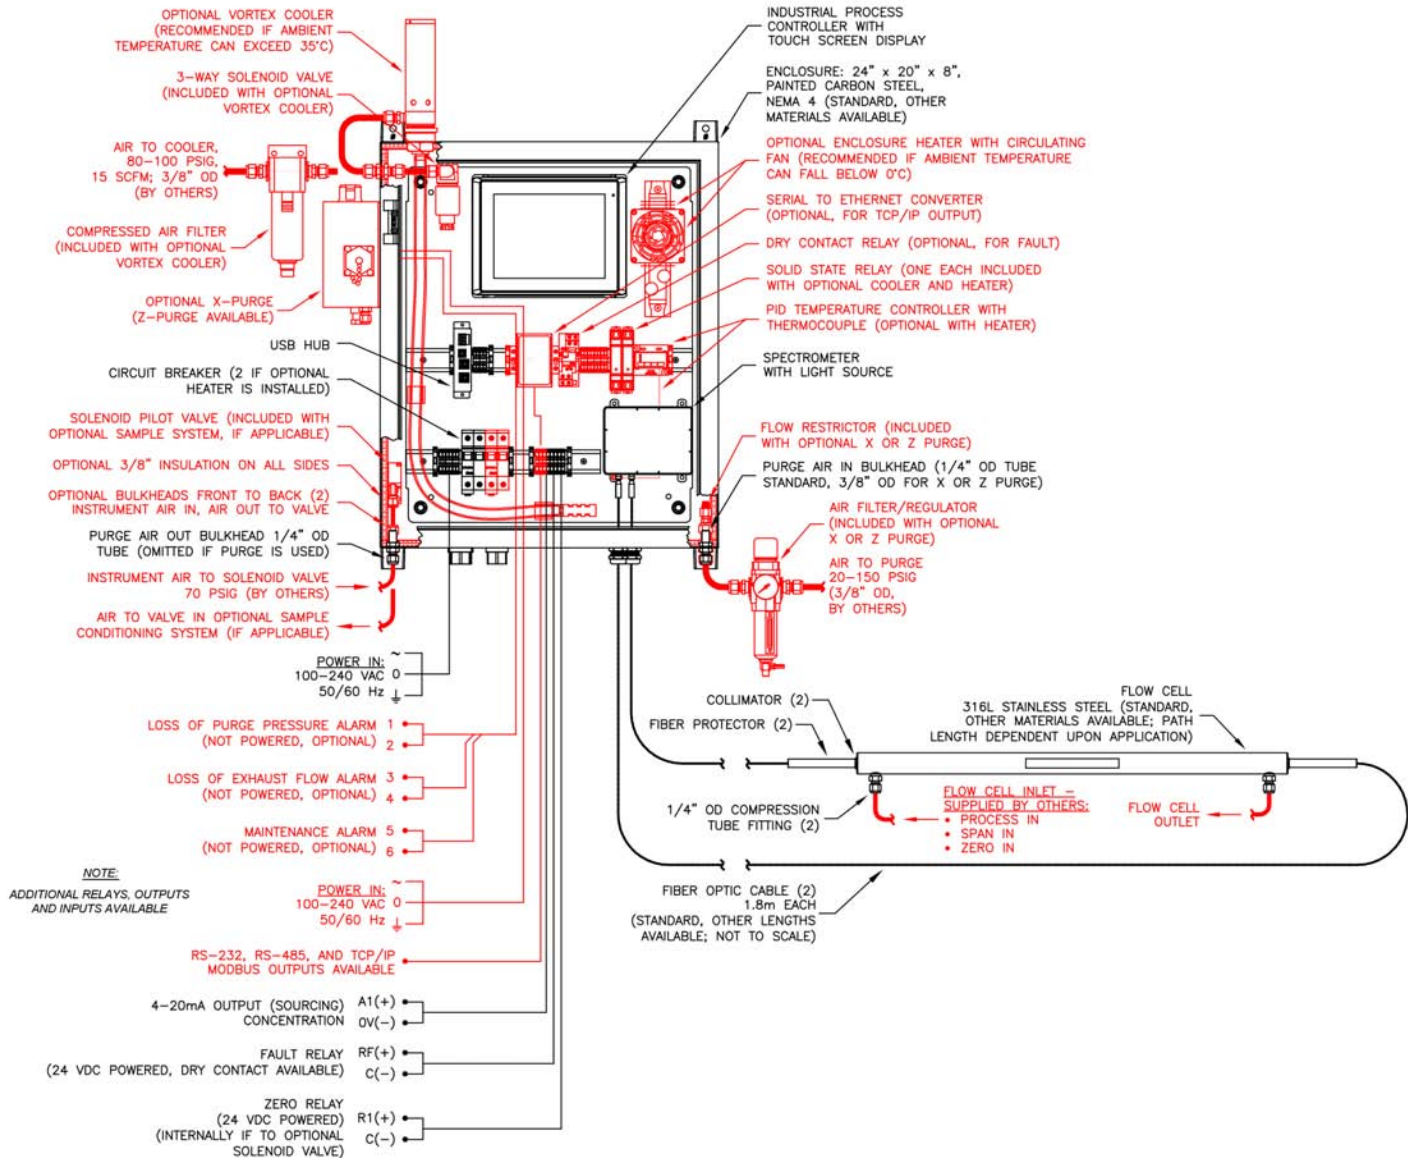 OPTIONAL VORTEX COOLER
(RECOMMENDED IF AMBIENT
TEMPERATURE CAN EXCEED 35°C)
3-WAY SOLENOID VALVE
(INCLUDED WITH OPTIONAL
VORTEX COOLER)
AIR TO COOLER,
80-100 PSIG,
15 SCFM; 3/8" OD
(BY OTHERS)
COMPRESSED AIR FILTER
(INCLUDED WITH OPTIONAL
VORTEX COOLER)
OPTIONAL X-PURGE
(Z-PURGE AVAILABLE)
USB HUB
CIRCUIT BREAKER (2 IF OPTIONAL
HEATER IS INSTALLED)
SOLENOID PILOT VALVE (INCLUDED WITH
OPTIONAL SAMPLE SYSTEM, IF APPLICABLE)
OPTIONAL 3/8" INSULATION ON ALL SIDES
OPTIONAL BULKHEADS FRONT TO BACK (2)
INSTRUMENT AIR IN, AIR OUT TO VALVE
PURGE AIR OUT BULKHEAD 1/4" OD
TUBE (OMITTED IF PURGE IS USED)
INSTRUMENT AIR TO SOLENOID VALVE
70 PSIG (BY OTHERS)
AIR TO VALVE IN OPTIONAL SAMPLE
CONDITIONING SYSTEM (IF APPLICABLE)
INDUSTRIAL PROCESS
CONTROLLER WITH
TOUCH SCREEN DISPLAY
ENCLOSURE: 24" x 20" x 8",
PAINTED CARBON STEEL,
NEMA 4 (STANDARD, OTHER
MATERIALS AVAILABLE)
OPTIONAL ENCLOSURE HEATER WITH CIRCULATING
FAN (RECOMMENDED IF AMBIENT TEMPERATURE
CAN FALL BELOW 0°C)
SERIAL TO ETHERNET CONVERTER
(OPTIONAL, FOR TCP/IP OUTPUT)
DRY CONTACT RELAY (OPTIONAL, FOR FAULT)
SOLID STATE RELAY (ONE EACH INCLUDED
WITH OPTIONAL COOLER AND HEATER)
PID TEMPERATURE CONTROLLER WITH
THERMOCOUPLE (OPTIONAL WITH HEATER)
SPECTROMETER
WITH LIGHT SOURCE
FLOW RESTRICTOR (INCLUDED
WITH OPTIONAL X OR Z PURGE)
PURGE AIR IN BULKHEAD (1/4" OD TUBE
STANDARD, 3/8" OD FOR X OR Z PURGE)
AIR FILTER/REGULATOR
(INCLUDED WITH OPTIONAL
X OR Z PURGE)
AIR TO PURGE
20-150 PSIG
(3/8" OD,
BY OTHERS)
POWER IN: ~
100-240 VAC 0
50/60 Hz ⏚
LOSS OF PURGE PRESSURE ALARM 1
(NOT POWERED, OPTIONAL) 2
LOSS OF EXHAUST FLOW ALARM 3
(NOT POWERED, OPTIONAL) 4
MAINTENANCE ALARM 5
(NOT POWERED, OPTIONAL) 6
NOTE:
ADDITIONAL RELAYS, OUTPUTS
AND INPUTS AVAILABLE
POWER IN: ~
100-240 VAC 0
50/60 Hz ⏚
RS-232, RS-485, AND TCP/IP
MODBUS OUTPUTS AVAILABLE
4-20mA OUTPUT (SOURCING) A1(+)
CONCENTRATION 0V(-)
FAULT RELAY RF(+)
(24 VDC POWERED, DRY CONTACT AVAILABLE) C(-)
ZERO RELAY
(24 VDC POWERED) R1(+)
(INTERNALLY IF TO OPTIONAL C(-)
SOLENOID VALVE)
COLLIMATOR (2)
FIBER PROTECTOR (2)
FLOW CELL
316L STAINLESS STEEL (STANDARD,
OTHER MATERIALS AVAILABLE; PATH
LENGTH DEPENDENT UPON APPLICATION)
1/4" OD COMPRESSION
TUBE FITTING (2)
FLOW CELL INLET -
SUPPLIED BY OTHERS:
• PROCESS IN
• SPAN IN
• ZERO IN
FLOW CELL
OUTLET
FIBER OPTIC CABLE (2)
1.8m EACH
(STANDARD, OTHER LENGTHS
AVAILABLE; NOT TO SCALE)